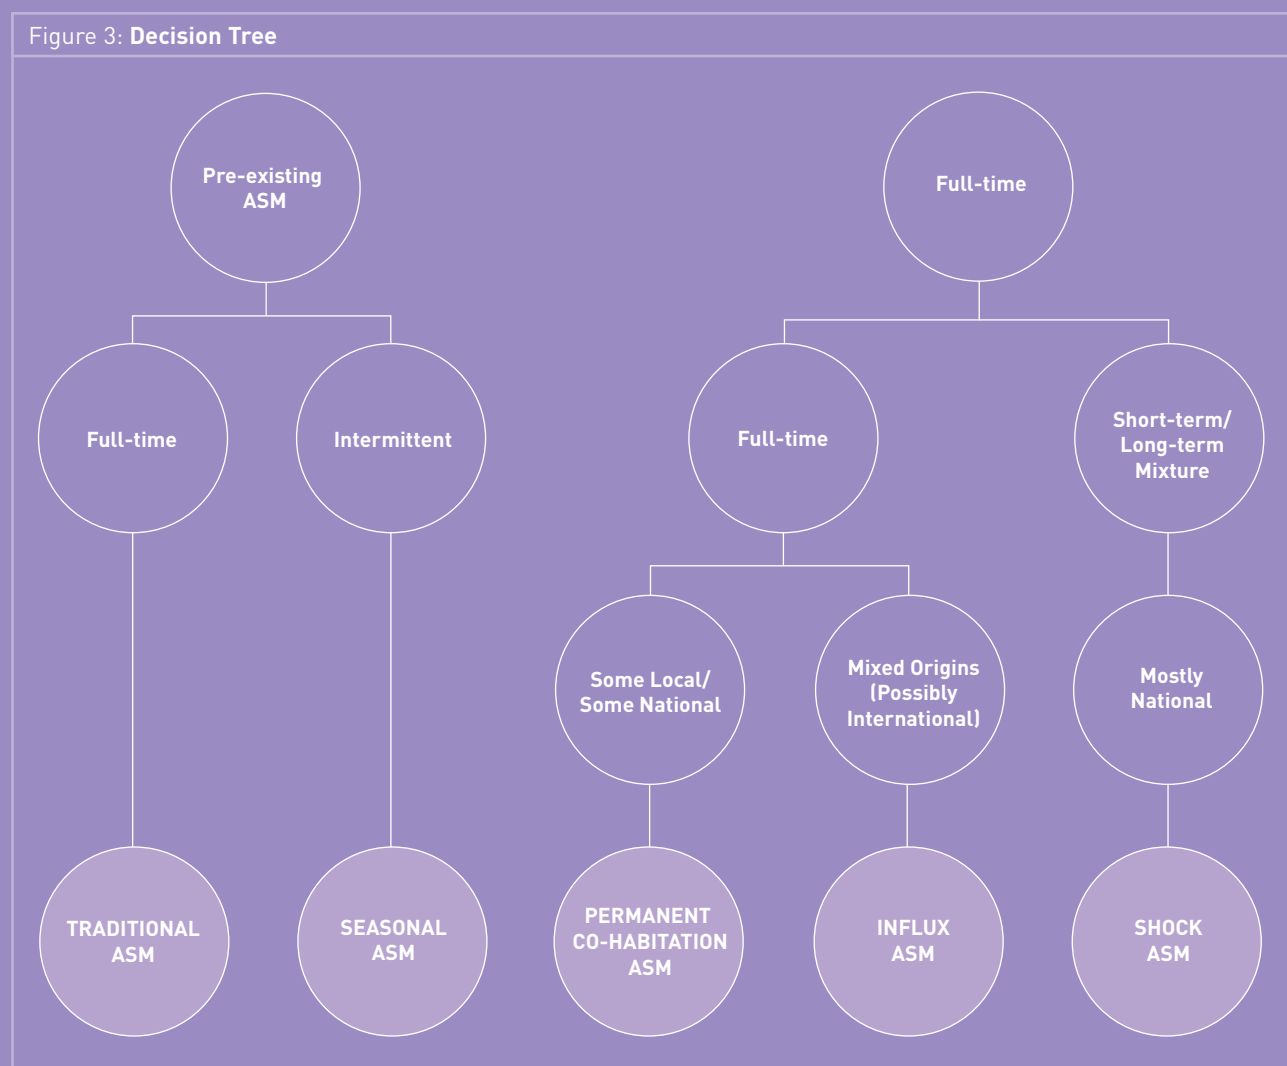 Figure 3: Decision Tree
Pre-existing
ASM
Full-time
Full-time
Intermittent
Full-time
Short-term/
Long-term
Mixture
Some Local/
Some National
Mixed Origins
(Possibly
International)
Mostly
National
TRADITIONAL
ASM
SEASONAL
ASM
PERMANENT
CO-HABITATION
ASM
INFLUX
ASM
SHOCK
ASM